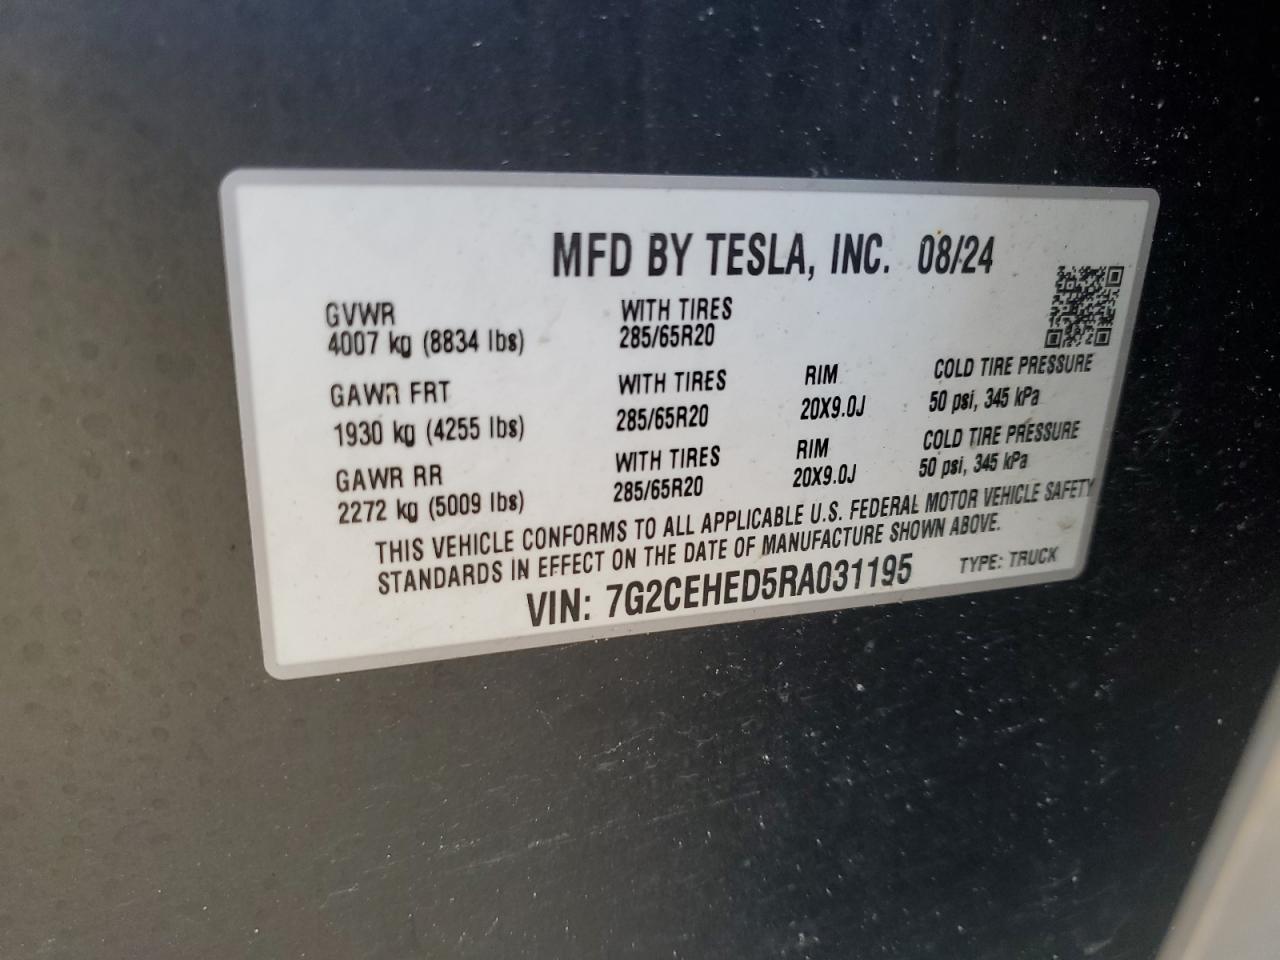 MFD BY TESLA, INC. 08/24
GVWR WITH TIRES
4007 kg (8834 lbs) 285/65R20
GAWR FRT WITH TIRES RIM COLD TIRE PRESSURE
1930 kg (4255 lbs) 285/65R20 20X9.0J 50 psi, 345 kPa
GAWR RR WITH TIRES RIM COLD TIRE PRESSURE
2272 kg (5009 lbs) 285/65R20 20X9.0J 50 psi, 345 kPa
THIS VEHICLE CONFORMS TO ALL APPLICABLE U.S. FEDERAL MOTOR VEHICLE SAFETY
STANDARDS IN EFFECT ON THE DATE OF MANUFACTURE SHOWN ABOVE.
VIN: 7G2CEHED5RA031195 TYPE: TRUCK